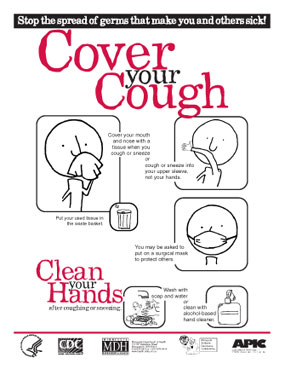 Stop the spread of germs that make you and others sick!
Cover
your
Cough
Cover your mouth
and nose with a
tissue when you
cough or sneeze
or
cough or sneeze into
your upper sleeve,
not your hands.
Put your used tissue in
the waste basket.
You may be asked to
put on a surgical mask
to protect others.
Clean
your
Hands
after coughing or sneezing.
Wash with
soap and water
or
clean with
alcohol-based
hand cleaner.
CDC
MINNESOTA
MDH
APIC